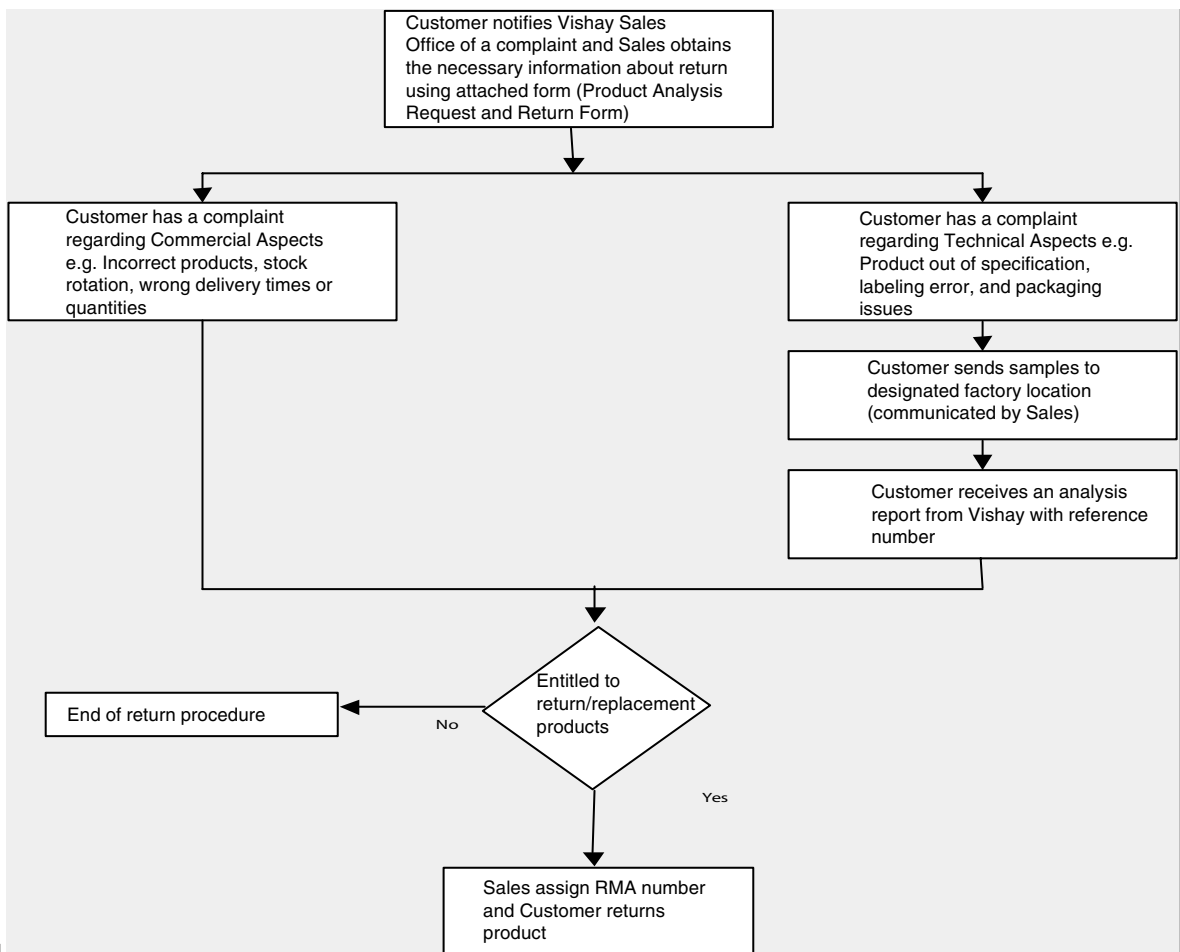 Customer notifies Vishay Sales
Office of a complaint and Sales obtains
the necessary information about return
using attached form (Product Analysis
Request and Return Form)
Customer has a complaint
regarding Commercial Aspects
e.g. Incorrect products, stock
rotation, wrong delivery times or
quantities
Customer has a complaint
regarding Technical Aspects e.g.
Product out of specification,
labeling error, and packaging
issues
Customer sends samples to
designated factory location
(communicated by Sales)
Customer receives an analysis
report from Vishay with reference
number
Entitled to
return/replacement
products
End of return procedure
No
Yes
Sales assign RMA number
and Customer returns
product